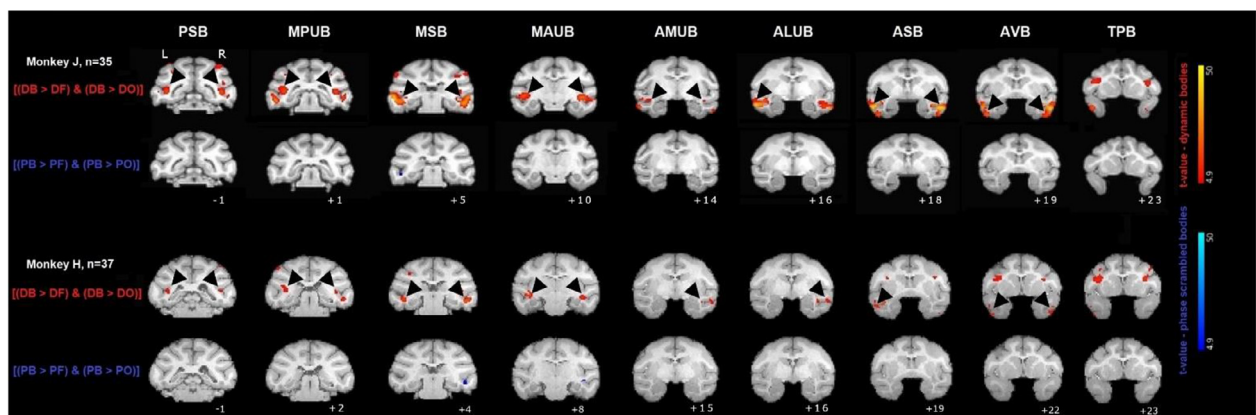 PSB MPUB MSB MAUB AMUB ALUB ASB AVB TPB
L R
Monkey J, n=35
[(DB > DF) & (DB > DO)]
[(PB > PF) & (PB > PO)]
-1 +1 +5 +10 +14 +16 +18 +19 +23
Monkey H, n=37
[(DB > DF) & (DB > DO)]
[(PB > PF) & (PB > PO)]
-1 +2 +4 +8 +15 +16 +19 +22 +23
t-value - dynamic bodies
50
4.9
t-value - phase scrambled bodies
50
4.9